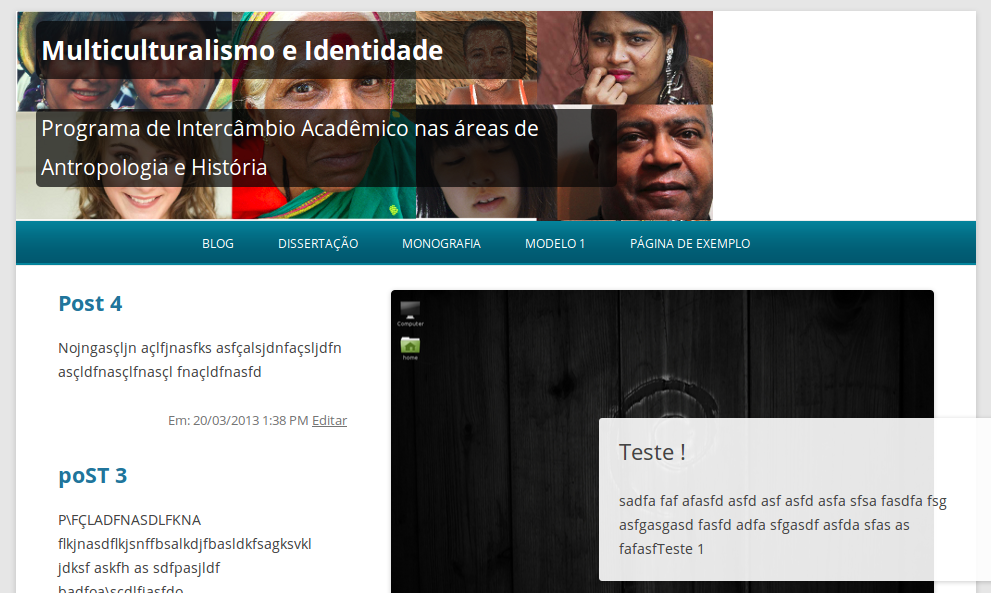 Multiculturalismo e Identidade
Programa de Intercâmbio Acadêmico nas áreas de
Antropologia e História
BLOG DISSERTAÇÃO MONOGRAFIA MODELO 1 PÁGINA DE EXEMPLO
Post 4
Nojngasçljn açlfjnasfks asfçalsjdnfaçsljdfn
asçldfnasçlfnasçl fnaçldfnasfd
Em: 20/03/2013 1:38 PM Editar
poST 3
P\FÇLADFNASDLFKNA
flkjnasdflkjsnffbsalkdjfbasldkfsagksvkl
jdksf askfh as sdfpasjldf
Computer
home
Teste !
sadfa faf afasfd asfd asf asfd asfa sfsa fasdfa fsg
asfgasgasd fasfd adfa sfgasdf asfda sfas as
fafasfTeste 1